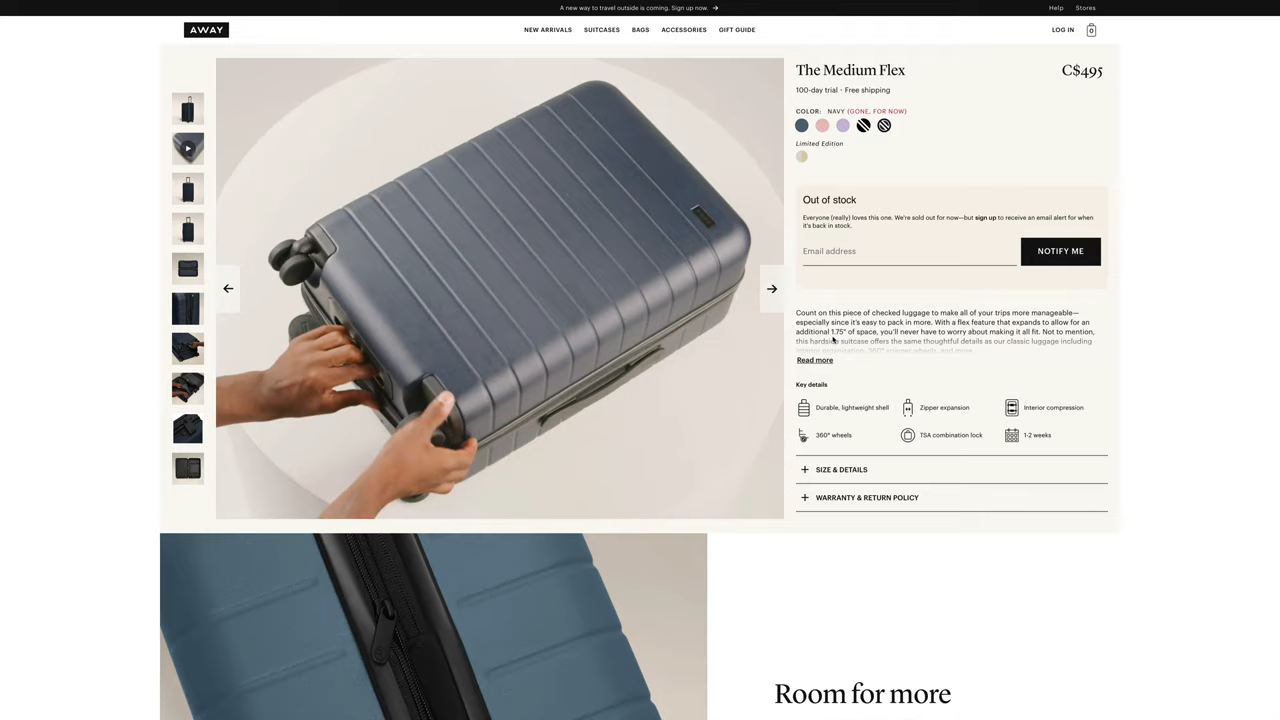 A new way to travel outside is coming. Sign up now. →
Help Stores
AWAY
NEW ARRIVALS SUITCASES BAGS ACCESSORIES GIFT GUIDE
LOG IN 0
The Medium Flex C$495
100-day trial · Free shipping
COLOR: NAVY (GONE, FOR NOW)
Limited Edition
Out of stock
Everyone (really) loves this one. We're sold out for now—but sign up to receive an email alert for when
it's back in stock.
Email address NOTIFY ME
Count on this piece of checked luggage to make all of your trips more manageable—
especially since it's easy to pack in more. With a flex feature that expands to allow for an
additional 1.75" of space, you'll never have to worry about making it all fit. Not to mention,
this hardside suitcase offers the same thoughtful details as our classic luggage including
interior organization, 360° spinner wheels, and more.
Read more
Key details
Durable, lightweight shell Zipper expansion Interior compression
360° wheels TSA combination lock 1-2 weeks
+ SIZE & DETAILS
+ WARRANTY & RETURN POLICY
Room for more